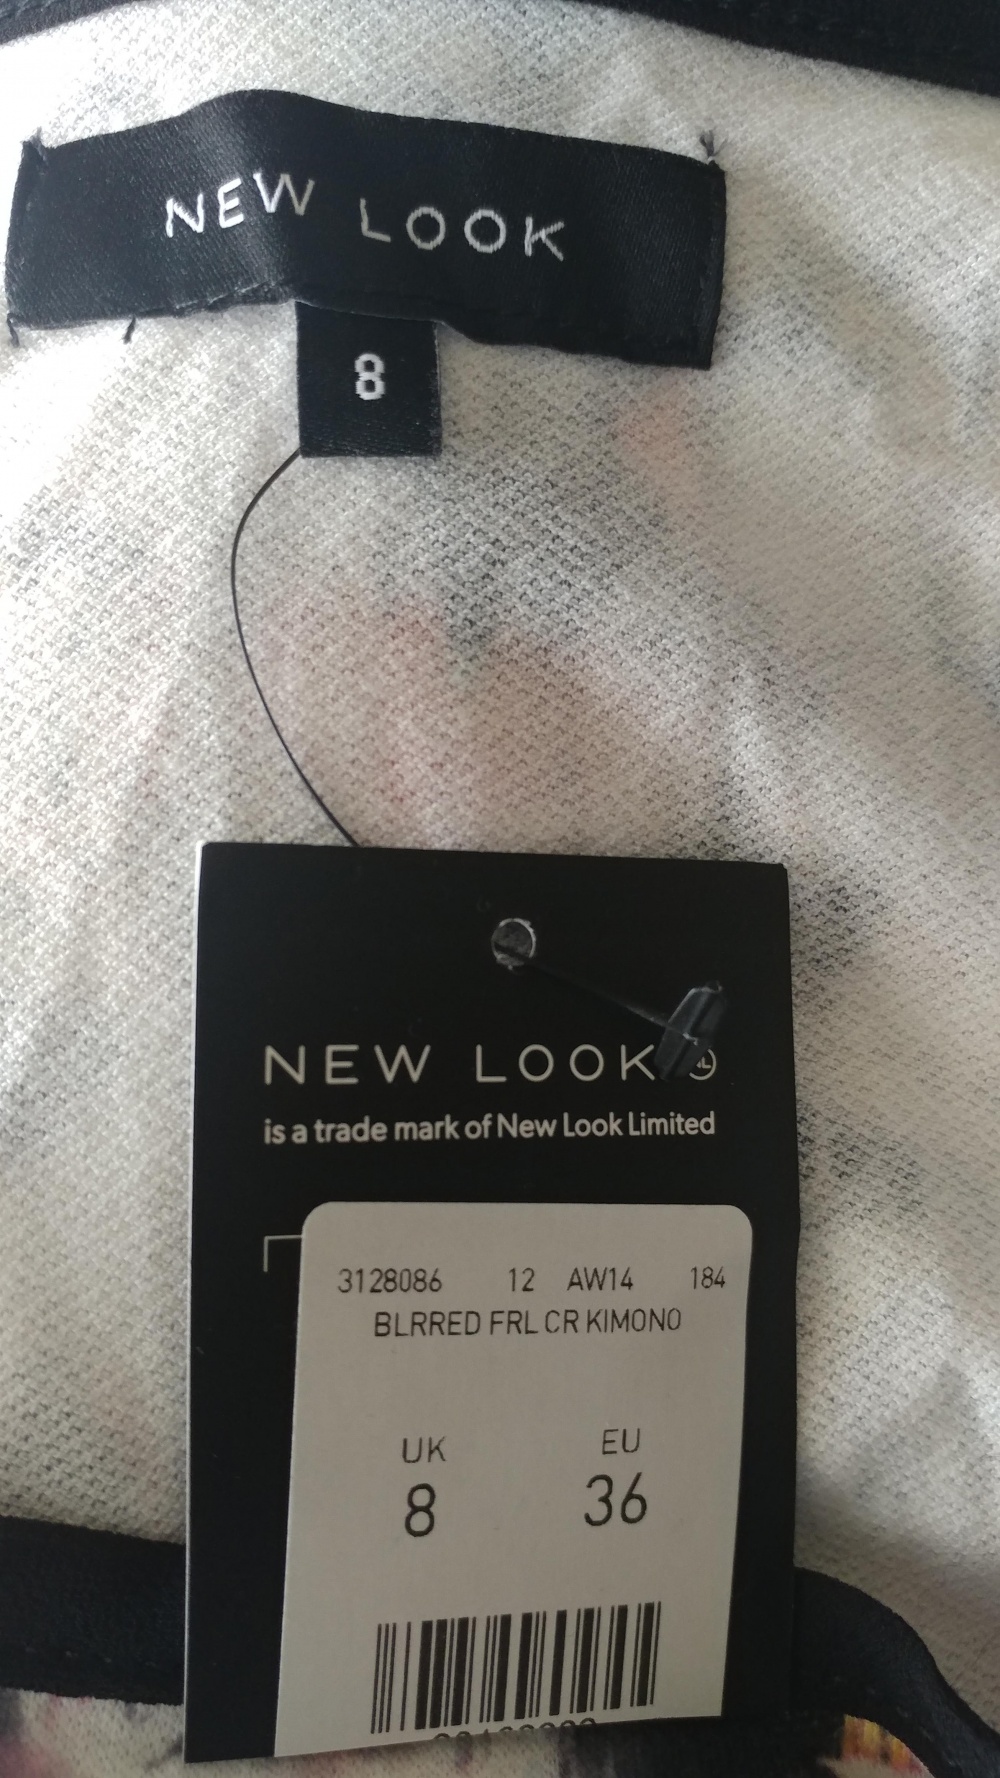 NEW LOOK
8
NEW LOOK
is a trade mark of New Look Limited
3128086 12 AW14 184
BLRRED FRL CR KIMONO
UK EU
8 36